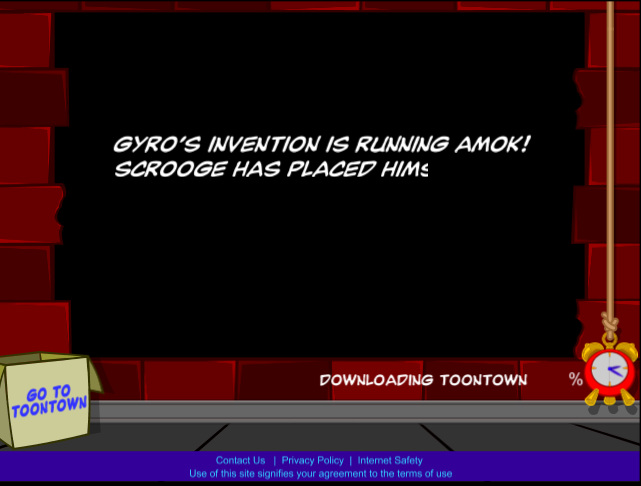 GYRO'S INVENTION IS RUNNING AMOK!
SCROOGE HAS PLACED HIMS
DOWNLOADING TOONTOWN %
GO TO
TOONTOWN
Contact Us | Privacy Policy | Internet Safety
Use of this site signifies your agreement to the terms of use